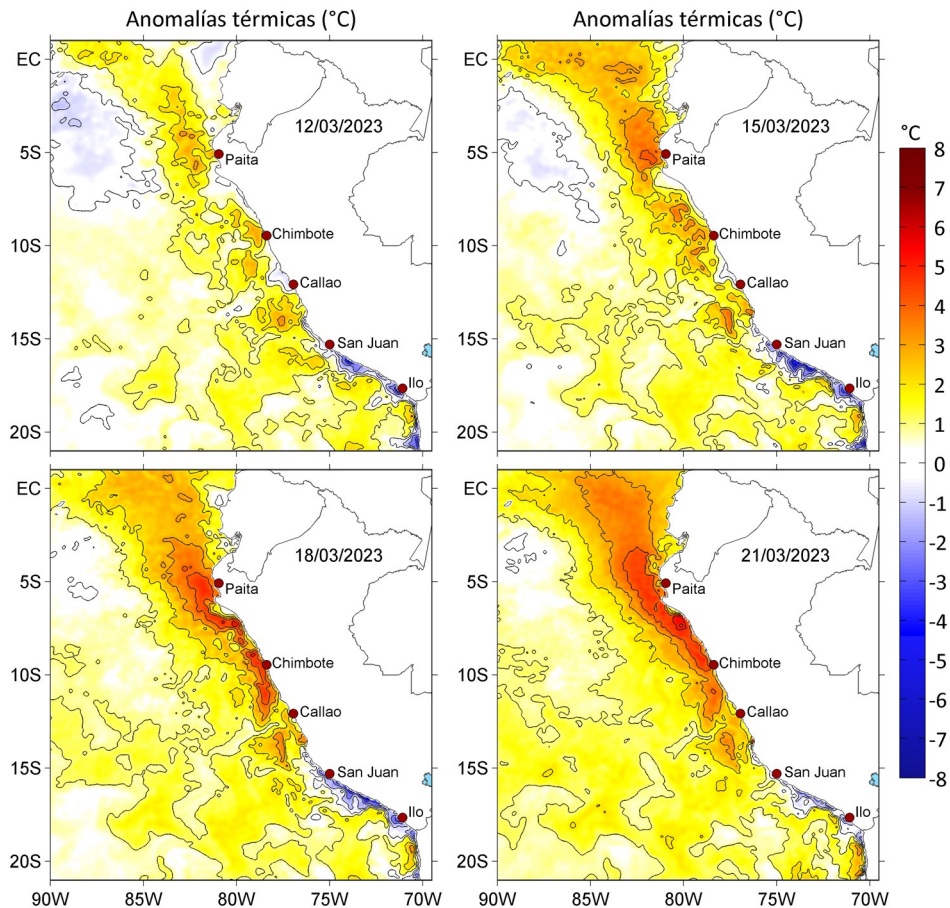 Anomalías térmicas (°C)
Anomalías térmicas (°C)
EC
5S
10S
15S
20S
12/03/2023
Paita
Chimbote
Callao
San Juan
Ilo
EC
5S
10S
15S
20S
15/03/2023
Paita
Chimbote
Callao
San Juan
Ilo
°C
8
7
6
5
4
3
2
1
0
-1
-2
-3
-4
-5
-6
-7
-8
EC
5S
10S
15S
20S
18/03/2023
Paita
Chimbote
Callao
San Juan
Ilo
90W 85W 80W 75W 70W
EC
5S
10S
15S
20S
21/03/2023
Paita
Chimbote
Callao
San Juan
Ilo
90W 85W 80W 75W 70W